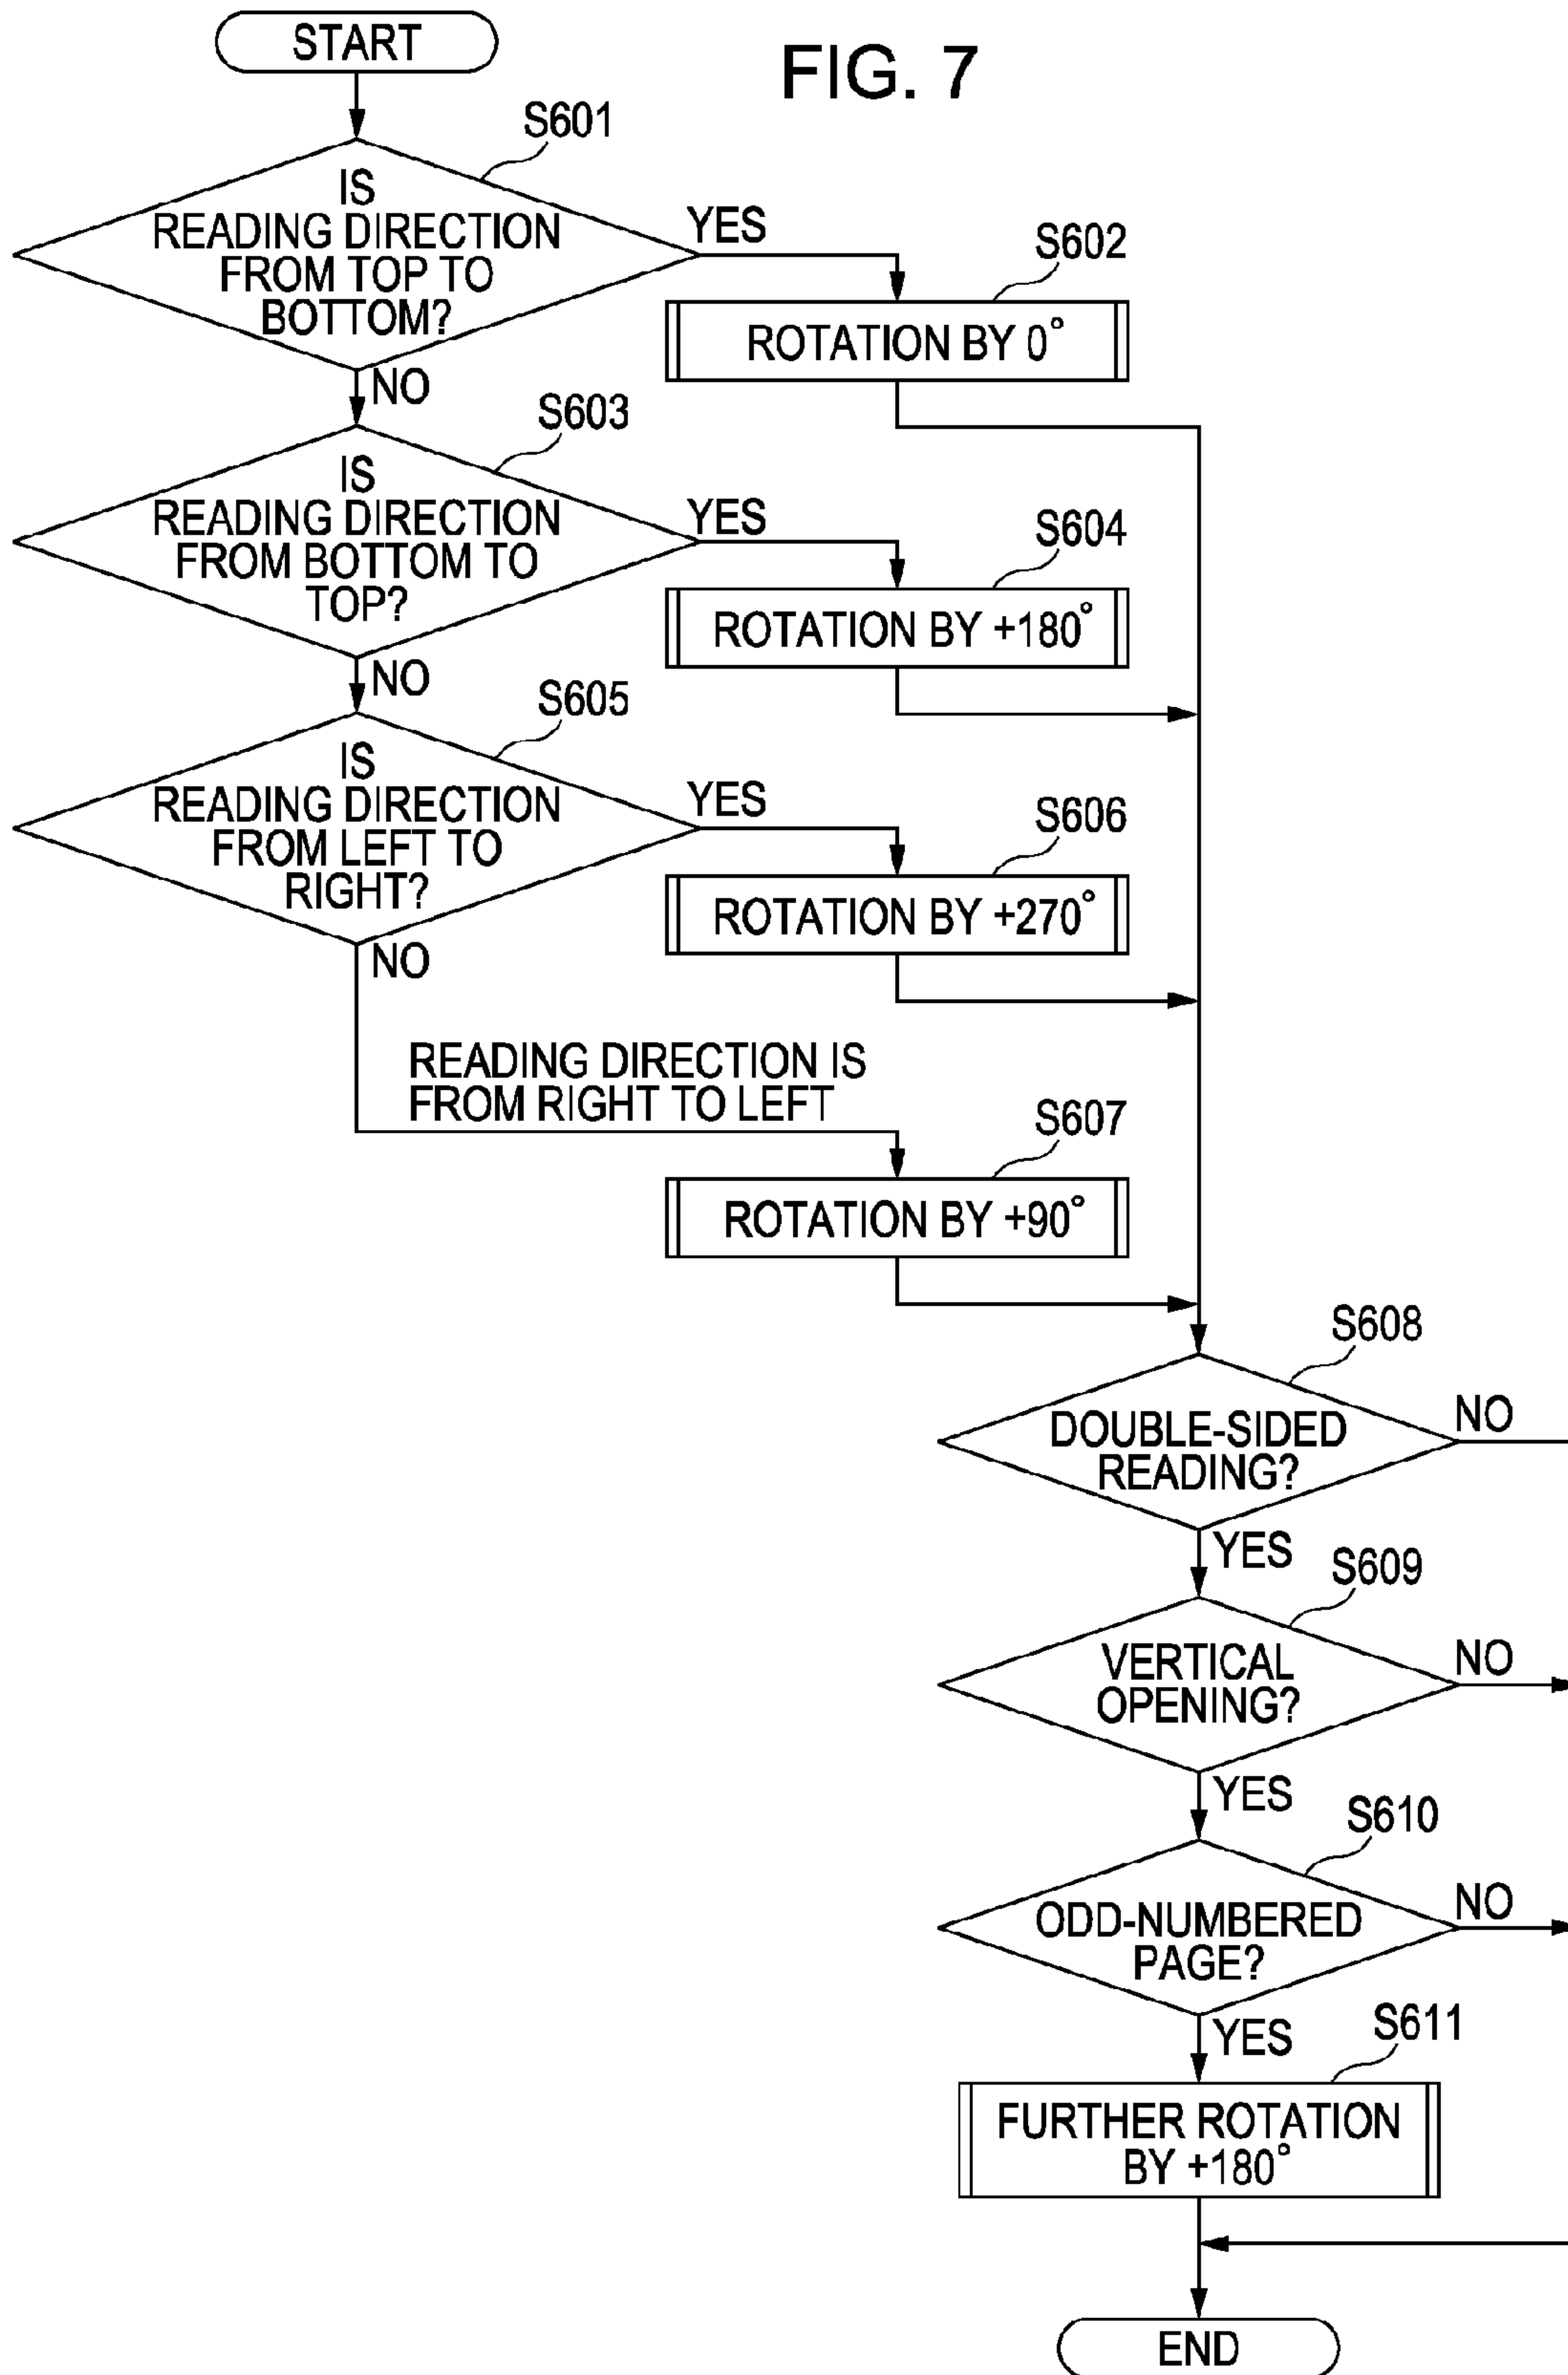 START
FIG. 7
S601
IS
READING DIRECTION
FROM TOP TO
BOTTOM?
YES
S602
ROTATION BY 0°
NO
S603
IS
READING DIRECTION
FROM BOTTOM TO
TOP?
YES
S604
ROTATION BY +180°
NO
S605
IS
READING DIRECTION
FROM LEFT TO
RIGHT?
YES
S606
ROTATION BY +270°
NO
READING DIRECTION IS
FROM RIGHT TO LEFT
S607
ROTATION BY +90°
S608
DOUBLE-SIDED
READING?
NO
YES
S609
VERTICAL
OPENING?
NO
YES
S610
ODD-NUMBERED
PAGE?
NO
YES
S611
FURTHER ROTATION
BY +180°
END